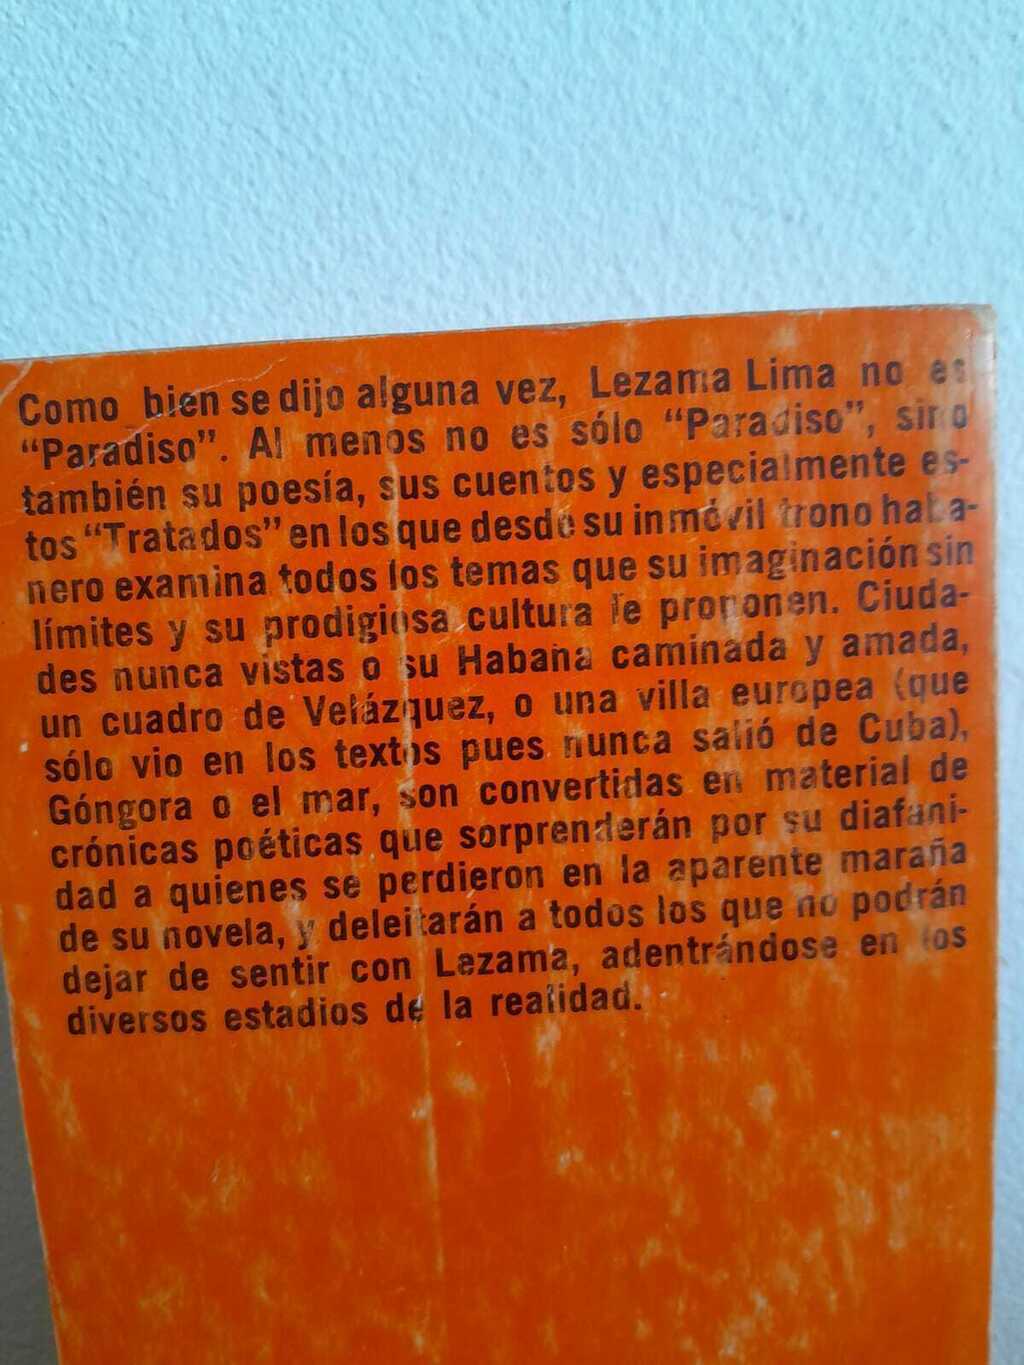 Como bien se dijo alguna vez, Lezama Lima no es
"Paradiso". Al menos no es sólo "Paradiso", sino
también su poesía, sus cuentos y especialmente es-
tos "Tratados" en los que desde su inmóvil trono haba-
nero examina todos los temas que su imaginación sin
límites y su prodigiosa cultura le proponen. Ciuda-
des nunca vistas o su Habana caminada y amada,
un cuadro de Velázquez, o una villa europea (que
sólo vio en los textos pues nunca salió de Cuba),
Góngora o el mar, son convertidas en material de
crónicas poéticas que sorprenderán por su diafani-
dad a quienes se perdieron en la aparente maraña
de su novela, y deleitarán a todos los que no podrán
dejar de sentir con Lezama, adentrándose en los
diversos estadios de la realidad.